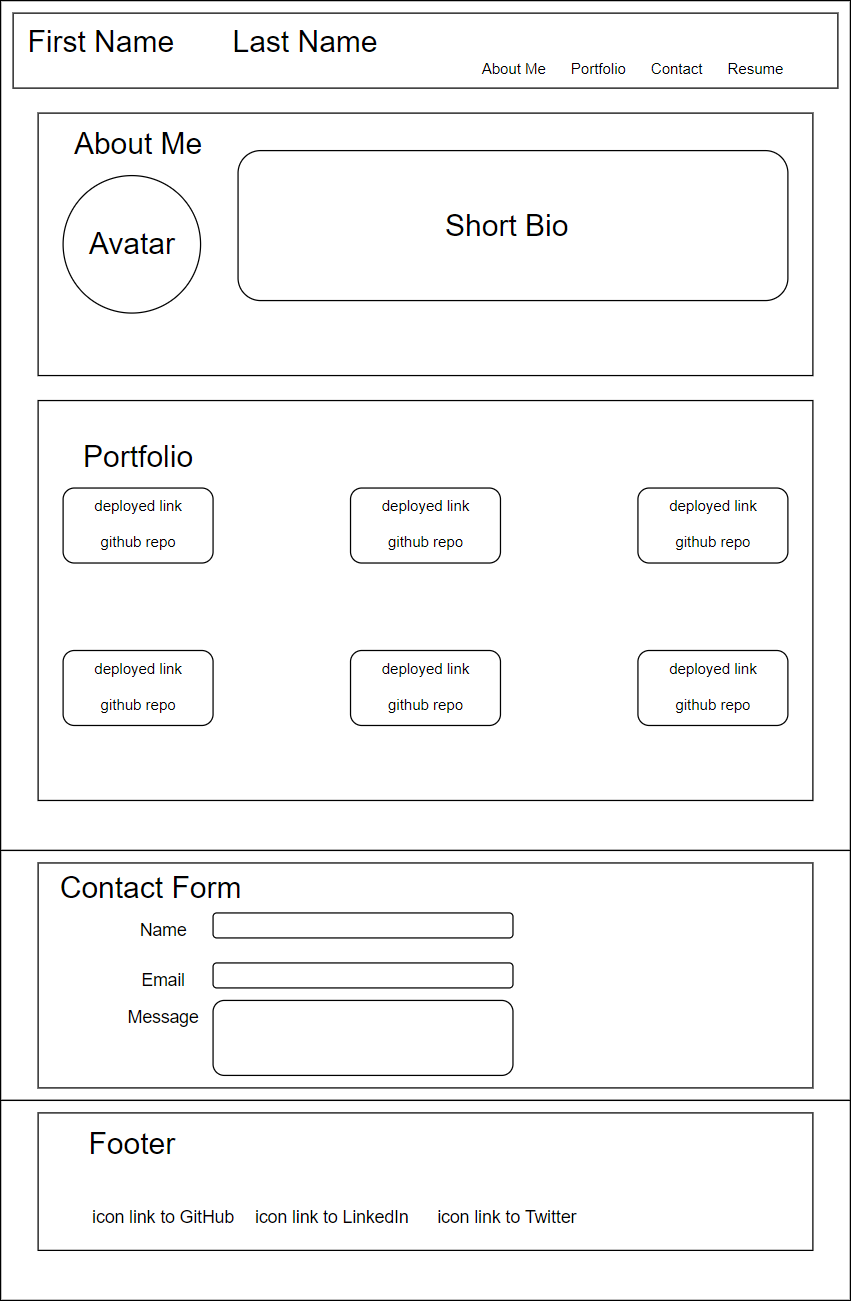 First Name Last Name
About Me Portfolio Contact Resume
About Me
Avatar
Short Bio
Portfolio
deployed link deployed link deployed link
github repo github repo github repo
deployed link deployed link deployed link
github repo github repo github repo
Contact Form
Name
Email
Message
Footer
icon link to GitHub icon link to LinkedIn icon link to Twitter